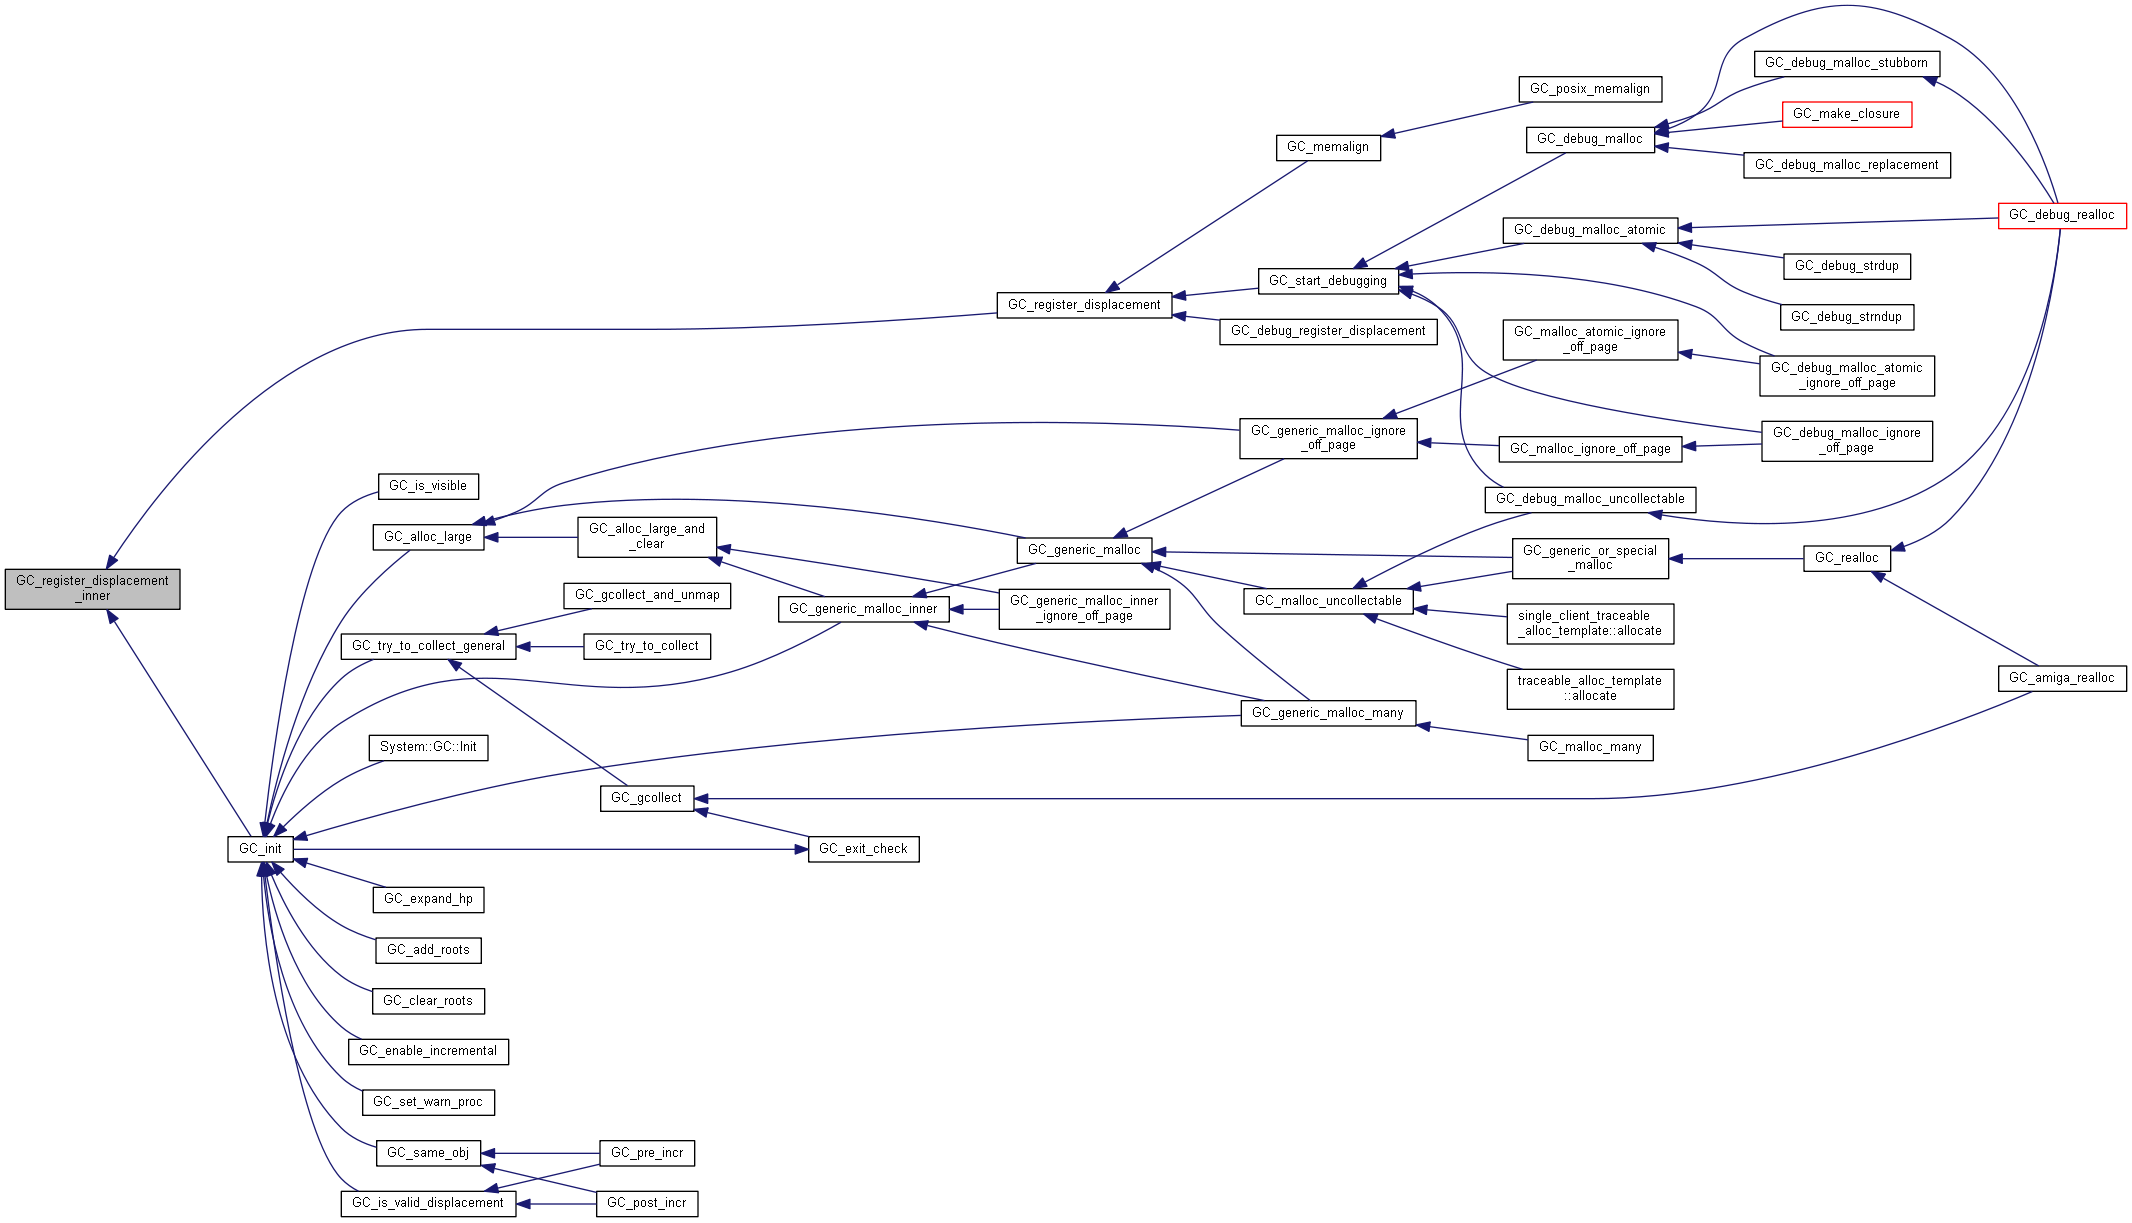 GC_register_displacement
_inner
GC_is_visible
GC_alloc_large
GC_try_to_collect_general
System::GC::Init
GC_init
GC_expand_hp
GC_add_roots
GC_clear_roots
GC_enable_incremental
GC_set_warn_proc
GC_same_obj
GC_is_valid_displacement
GC_alloc_large_and
_clear
GC_gcollect_and_unmap
GC_try_to_collect
GC_gcollect
GC_pre_incr
GC_post_incr
GC_generic_malloc_inner
GC_exit_check
GC_register_displacement
GC_generic_malloc
GC_generic_malloc_inner
_ignore_off_page
GC_memalign
GC_start_debugging
GC_debug_register_displacement
GC_generic_malloc_ignore
_off_page
GC_malloc_uncollectable
GC_generic_malloc_many
GC_posix_memalign
GC_debug_malloc
GC_debug_malloc_atomic
GC_malloc_atomic_ignore
_off_page
GC_malloc_ignore_off_page
GC_debug_malloc_uncollectable
GC_generic_or_special
_malloc
single_client_traceable
_alloc_template::allocate
traceable_alloc_template
::allocate
GC_malloc_many
GC_debug_malloc_stubborn
GC_make_closure
GC_debug_malloc_replacement
GC_debug_strdup
GC_debug_strndup
GC_debug_malloc_atomic
_ignore_off_page
GC_debug_malloc_ignore
_off_page
GC_realloc
GC_debug_realloc
GC_amiga_realloc